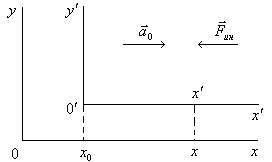 y y′
a⃗₀ F⃗ин
x′
0′ x′
0 x₀ x x